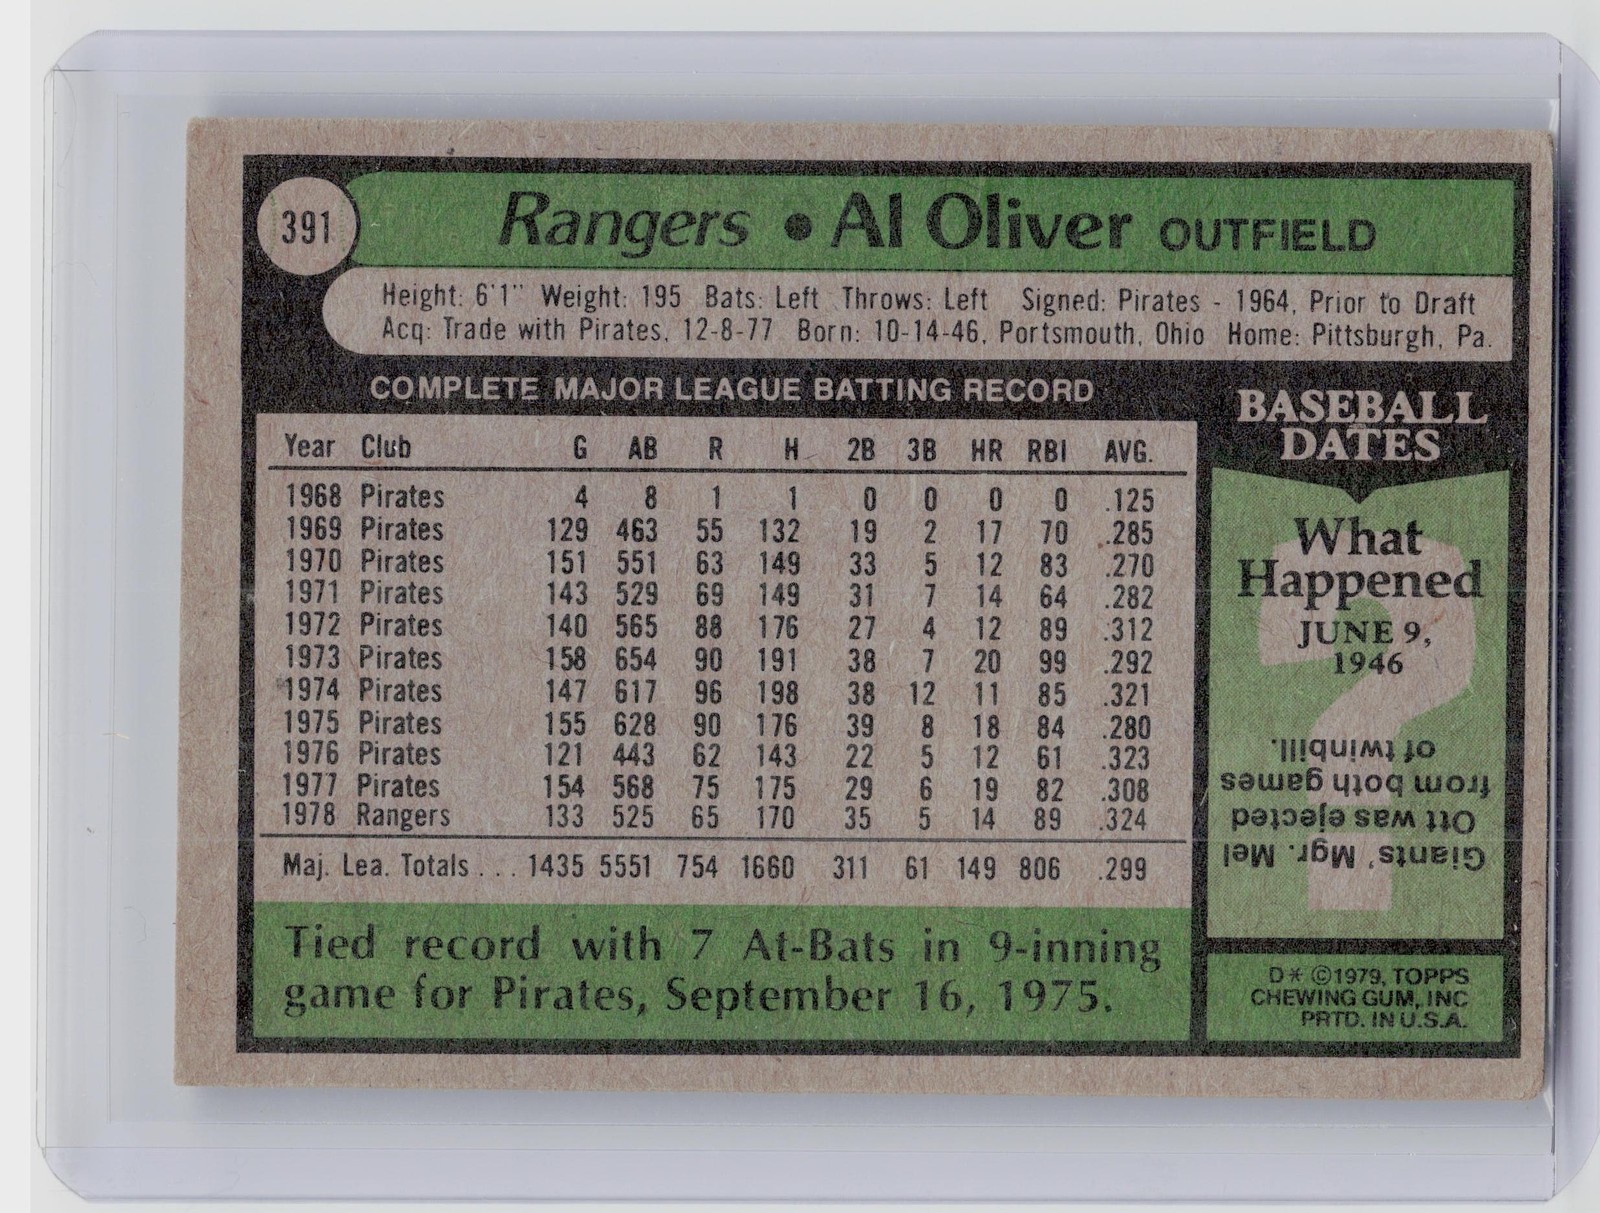 391
Rangers • Al Oliver OUTFIELD
Height: 6'1" Weight: 195 Bats: Left Throws: Left Signed: Pirates - 1964, Prior to Draft
Acq: Trade with Pirates, 12-8-77 Born: 10-14-46, Portsmouth, Ohio Home: Pittsburgh, Pa.
COMPLETE MAJOR LEAGUE BATTING RECORD
Year Club G AB R H 2B 3B HR RBI AVG.
1968 Pirates 4 8 1 1 0 0 0 0 .125
1969 Pirates 129 463 55 132 19 2 17 70 .285
1970 Pirates 151 551 63 149 33 5 12 83 .270
1971 Pirates 143 529 69 149 31 7 14 64 .282
1972 Pirates 140 565 88 176 27 4 12 89 .312
1973 Pirates 158 654 90 191 38 7 20 99 .292
1974 Pirates 147 617 96 198 38 12 11 85 .321
1975 Pirates 155 628 90 176 39 8 18 84 .280
1976 Pirates 121 443 62 143 22 5 12 61 .323
1977 Pirates 154 568 75 175 29 6 19 82 .308
1978 Rangers 133 525 65 170 35 5 14 89 .324
Maj. Lea. Totals . . . 1435 5551 754 1660 311 61 149 806 .299
Tied record with 7 At-Bats in 9-inning
game for Pirates, September 16, 1975.
BASEBALL
DATES
What
Happened
JUNE 9,
1946
Giants' Mgr. Mel
Ott was ejected
from both games
of twinbill.
D* ©1979, TOPPS
CHEWING GUM, INC
PRTD. IN U.S.A.